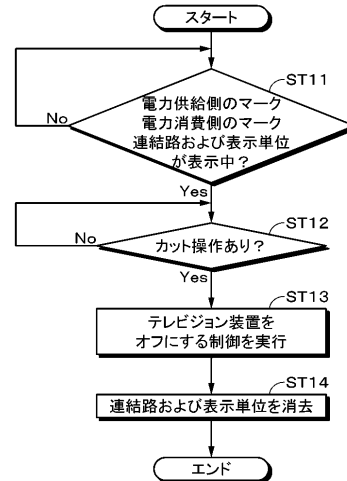 スタート
ST11
電力供給側のマーク
電力消費側のマーク
連結路および表示単位
が表示中？
No
Yes
ST12
カット操作あり？
No
Yes
ST13
テレビジョン装置を
オフにする制御を実行
ST14
連結路および表示単位を消去
エンド